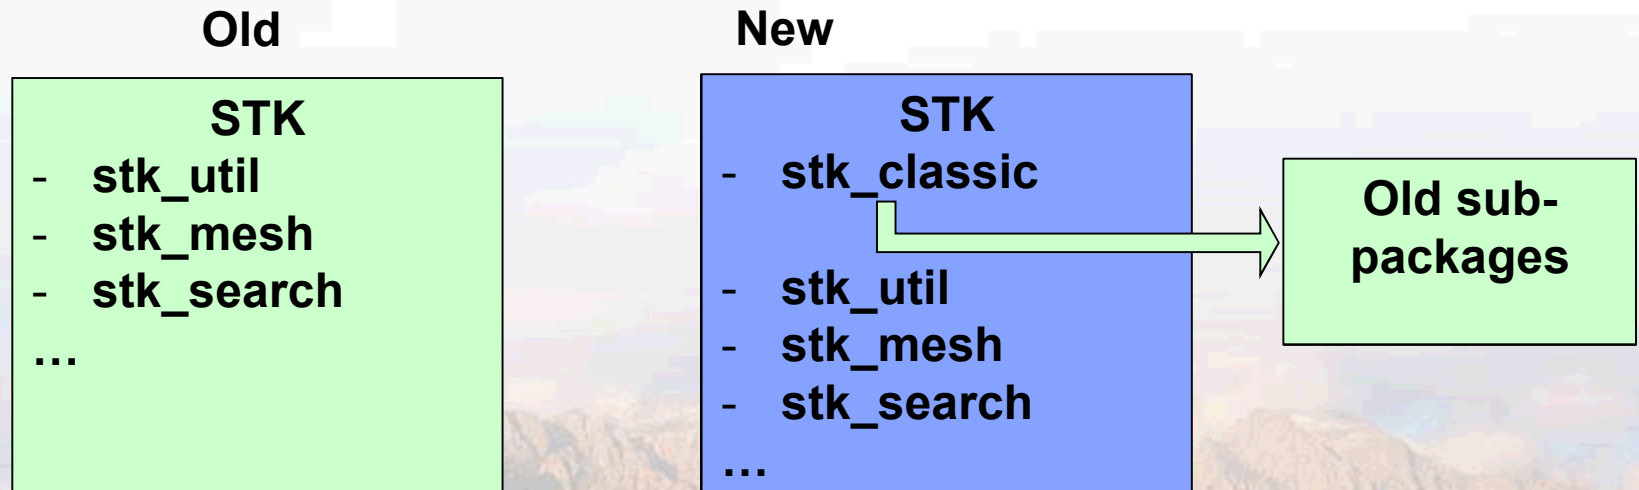 Old
STK
- stk_util
- stk_mesh
- stk_search
…
New
STK
- stk_classic
- stk_util
- stk_mesh
- stk_search
…
Old sub-
packages